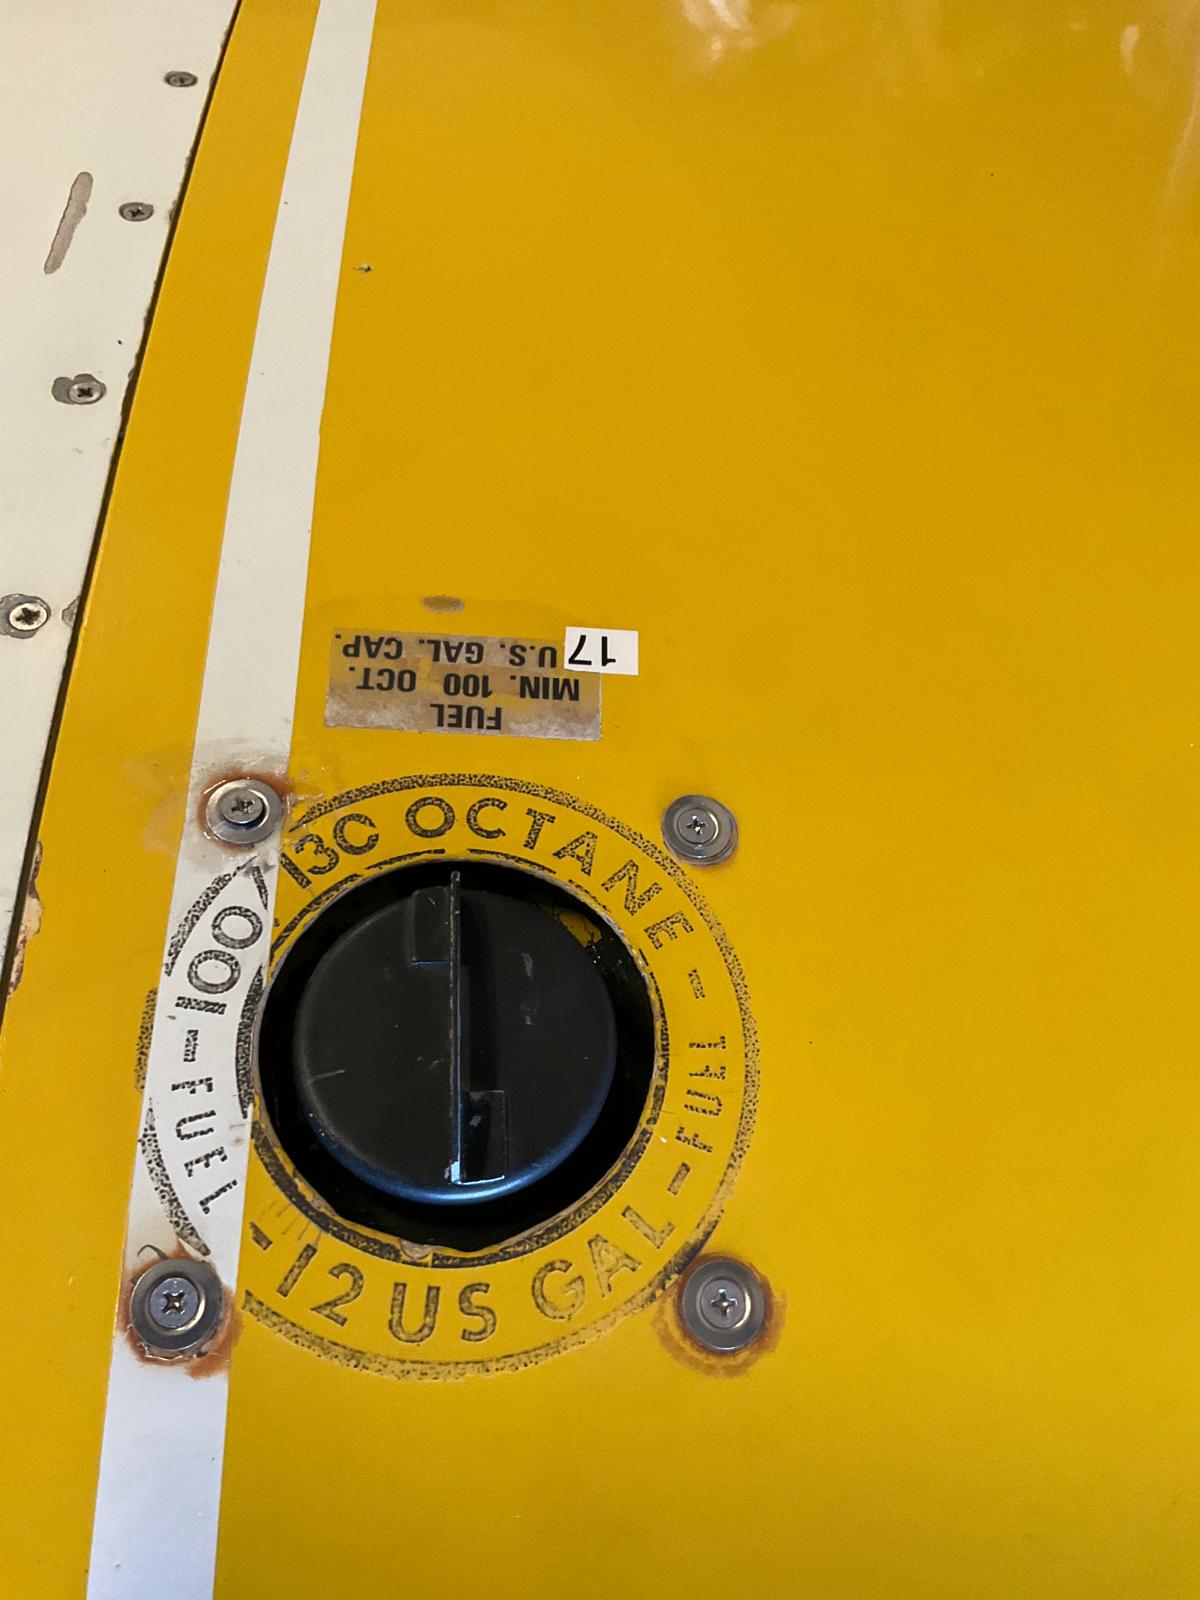 FUEL
MIN. 100 OCT.
17 U.S. GAL. CAP.
FUEL - 100 130 OCTANE - FUEL - 12 US GAL -